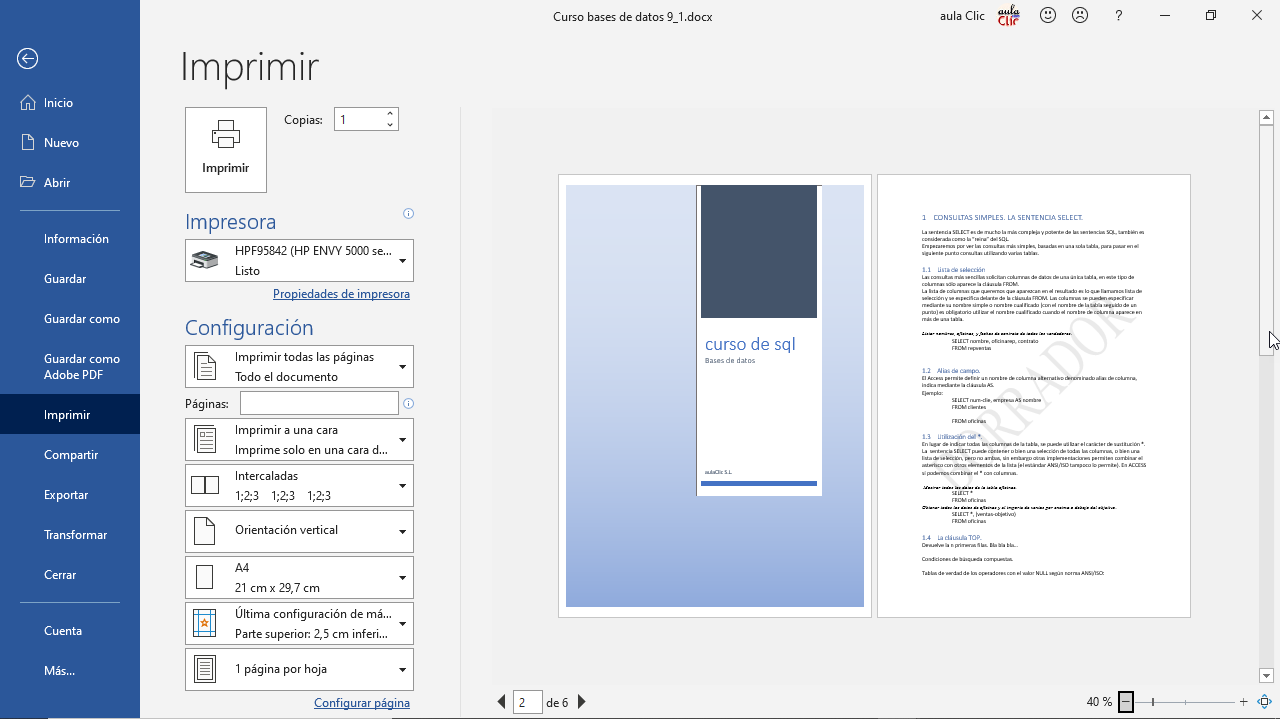 Curso bases de datos 9_1.docx
aula Clic
aula
Clic
?
Inicio
Nuevo
Abrir
Información
Guardar
Guardar como
Guardar como
Adobe PDF
Imprimir
Compartir
Exportar
Transformar
Cerrar
Cuenta
Más...
Imprimir
Imprimir
Copias:
1
Impresora
HPF9508D (HP ENVY 5000 se...
Listo
Propiedades de impresora
Configuración
Imprimir todas las páginas
Todo el documento
Páginas:
Imprimir a una cara
Imprime solo en una cara d...
Intercaladas
1;2;3 1;2;3 1;2;3
Orientación vertical
A4
21 cm x 29,7 cm
Última configuración de má...
Parte superior: 2,5 cm inferi...
1 página por hoja
Configurar página
curso de sql
Bases de datos
aulaClic S.L.
1 CONSULTAS SIMPLES. LA SENTENCIA SELECT.
La sentencia SELECT es de mucho la más compleja y potente de las sentencias SQL, también es
considerada como la "reina" del SQL.
Empezaremos por ver las consultas más simples, basadas en una sola tabla, para pasar en el
siguiente punto consultas utilizando varias tablas.
1.1 Lista de selección
Las consultas más sencillas solicitan columnas de datos de una única tabla, en este tipo de
columnas sólo aparece la cláusula FROM.
La lista de columnas que queremos que aparezcan en el resultado es lo que llamamos lista de
selección y se especifica delante de la cláusula FROM. Las columnas se pueden especificar
mediante su nombre simple o nombre cualificado (con el nombre de la tabla seguido de un
punto) es obligatorio utilizar el nombre cualificado cuando el nombre de columna aparece en
más de una tabla.
Listar nombres, oficinas, y fechas de contrato de todos los vendedores.
SELECT nombre, oficinarep, contrato
FROM repventas
1.2 Alias de campo.
El Access permite definir un nombre de columna alternativo denominado alias de columna,
indica mediante la cláusula AS.
Ejemplo:
SELECT num-clie, empresa AS nombre
FROM clientes
FROM oficinas
1.3 Utilización del *.
En lugar de indicar todas las columnas de la tabla, se puede utilizar el carácter de sustitución *.
La sentencia SELECT puede contener o bien una selección de todas las columnas, o bien una
lista de selección, pero no ambas, sin embargo otras implementaciones permiten combinar el
asterisco con otros elementos de la lista (el estándar ANSI/ISO tampoco lo permite). En ACCESS
si podemos combinar el * con columnas.
Mostrar todos los datos de la tabla oficinas.
SELECT *
FROM oficinas
Obtener todos los datos de oficinas y el importe de ventas por encima o debajo del objetivo.
SELECT *, (ventas-objetivo)
FROM oficinas
1.4 La cláusula TOP.
Devuelve la n primeras filas. Bla bla bla...
Condiciones de búsqueda compuestas.
Tablas de verdad de los operadores con el valor NULL según norma ANSI/ISO:
BORRADOR
2
de 6
40 %